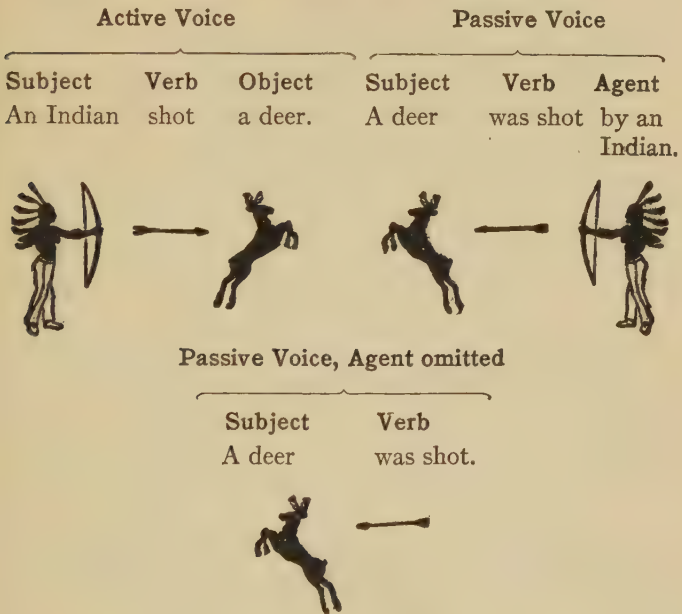 Active Voice Passive Voice
Subject Verb Object Subject Verb Agent
An Indian shot a deer. A deer was shot by an
Indian.
Passive Voice, Agent omitted
Subject Verb
A deer was shot.